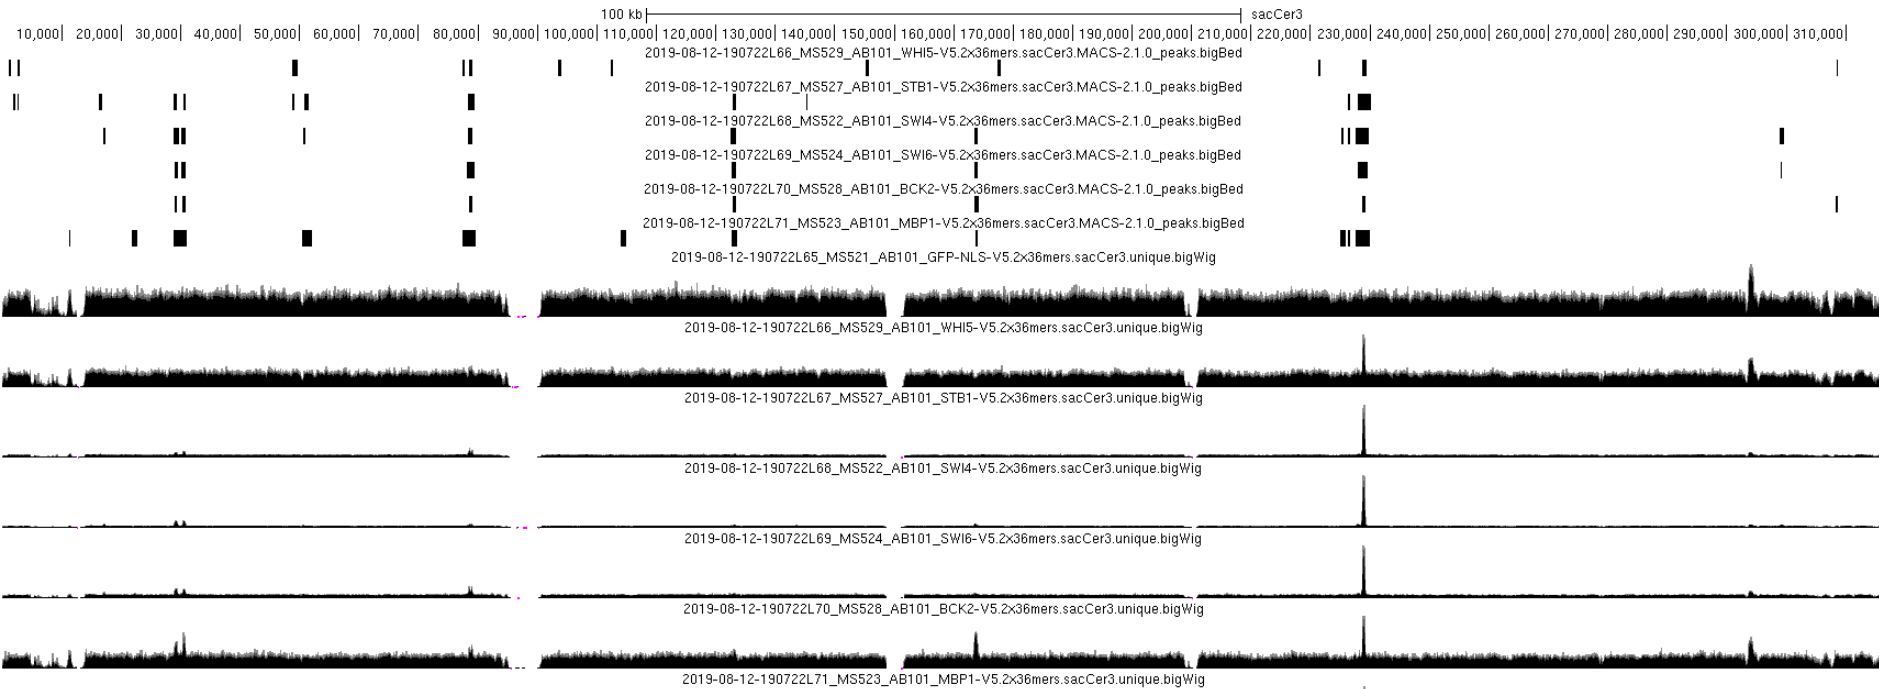 100 kb sacCer3
10,000 20,000 30,000 40,000 50,000 60,000 70,000 80,000 90,000 100,000 110,000 120,000 130,000 140,000 150,000 160,000 170,000 180,000 190,000 200,000 210,000 220,000 230,000 240,000 250,000 260,000 270,000 280,000 290,000 300,000 310,000
2019-08-12-190722L66_MS529_AB101_WHI5-V5.2x36mers.sacCer3.MACS-2.1.0_peaks.bigBed
2019-08-12-190722L67_MS527_AB101_STB1-V5.2x36mers.sacCer3.MACS-2.1.0_peaks.bigBed
2019-08-12-190722L68_MS522_AB101_SWI4-V5.2x36mers.sacCer3.MACS-2.1.0_peaks.bigBed
2019-08-12-190722L69_MS524_AB101_SWI6-V5.2x36mers.sacCer3.MACS-2.1.0_peaks.bigBed
2019-08-12-190722L70_MS528_AB101_BCK2-V5.2x36mers.sacCer3.MACS-2.1.0_peaks.bigBed
2019-08-12-190722L71_MS523_AB101_MBP1-V5.2x36mers.sacCer3.MACS-2.1.0_peaks.bigBed
2019-08-12-190722L65_MS521_AB101_GFP-NLS-V5.2x36mers.sacCer3.unique.bigWig
2019-08-12-190722L66_MS529_AB101_WHI5-V5.2x36mers.sacCer3.unique.bigWig
2019-08-12-190722L67_MS527_AB101_STB1-V5.2x36mers.sacCer3.unique.bigWig
2019-08-12-190722L68_MS522_AB101_SWI4-V5.2x36mers.sacCer3.unique.bigWig
2019-08-12-190722L69_MS524_AB101_SWI6-V5.2x36mers.sacCer3.unique.bigWig
2019-08-12-190722L70_MS528_AB101_BCK2-V5.2x36mers.sacCer3.unique.bigWig
2019-08-12-190722L71_MS523_AB101_MBP1-V5.2x36mers.sacCer3.unique.bigWig